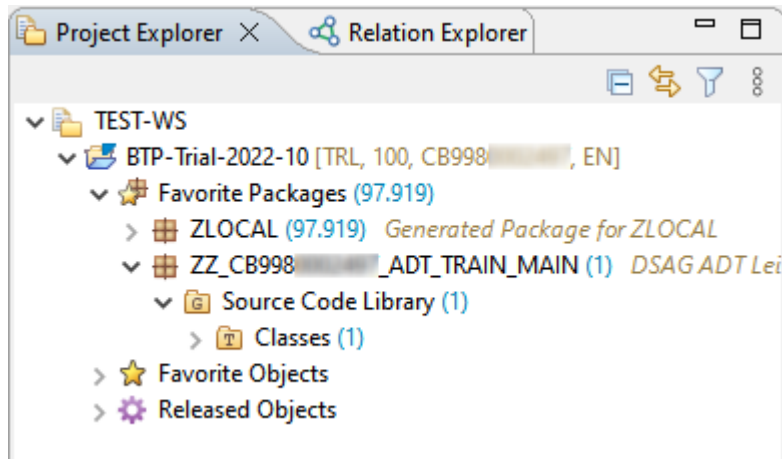 Project Explorer Relation Explorer
TEST-WS
BTP-Trial-2022-10 [TRL, 100, CB998 , EN]
Favorite Packages (97.919)
ZLOCAL (97.919) Generated Package for ZLOCAL
ZZ_CB998 _ADT_TRAIN_MAIN (1) DSAG ADT Lei
G Source Code Library (1)
T Classes (1)
Favorite Objects
Released Objects